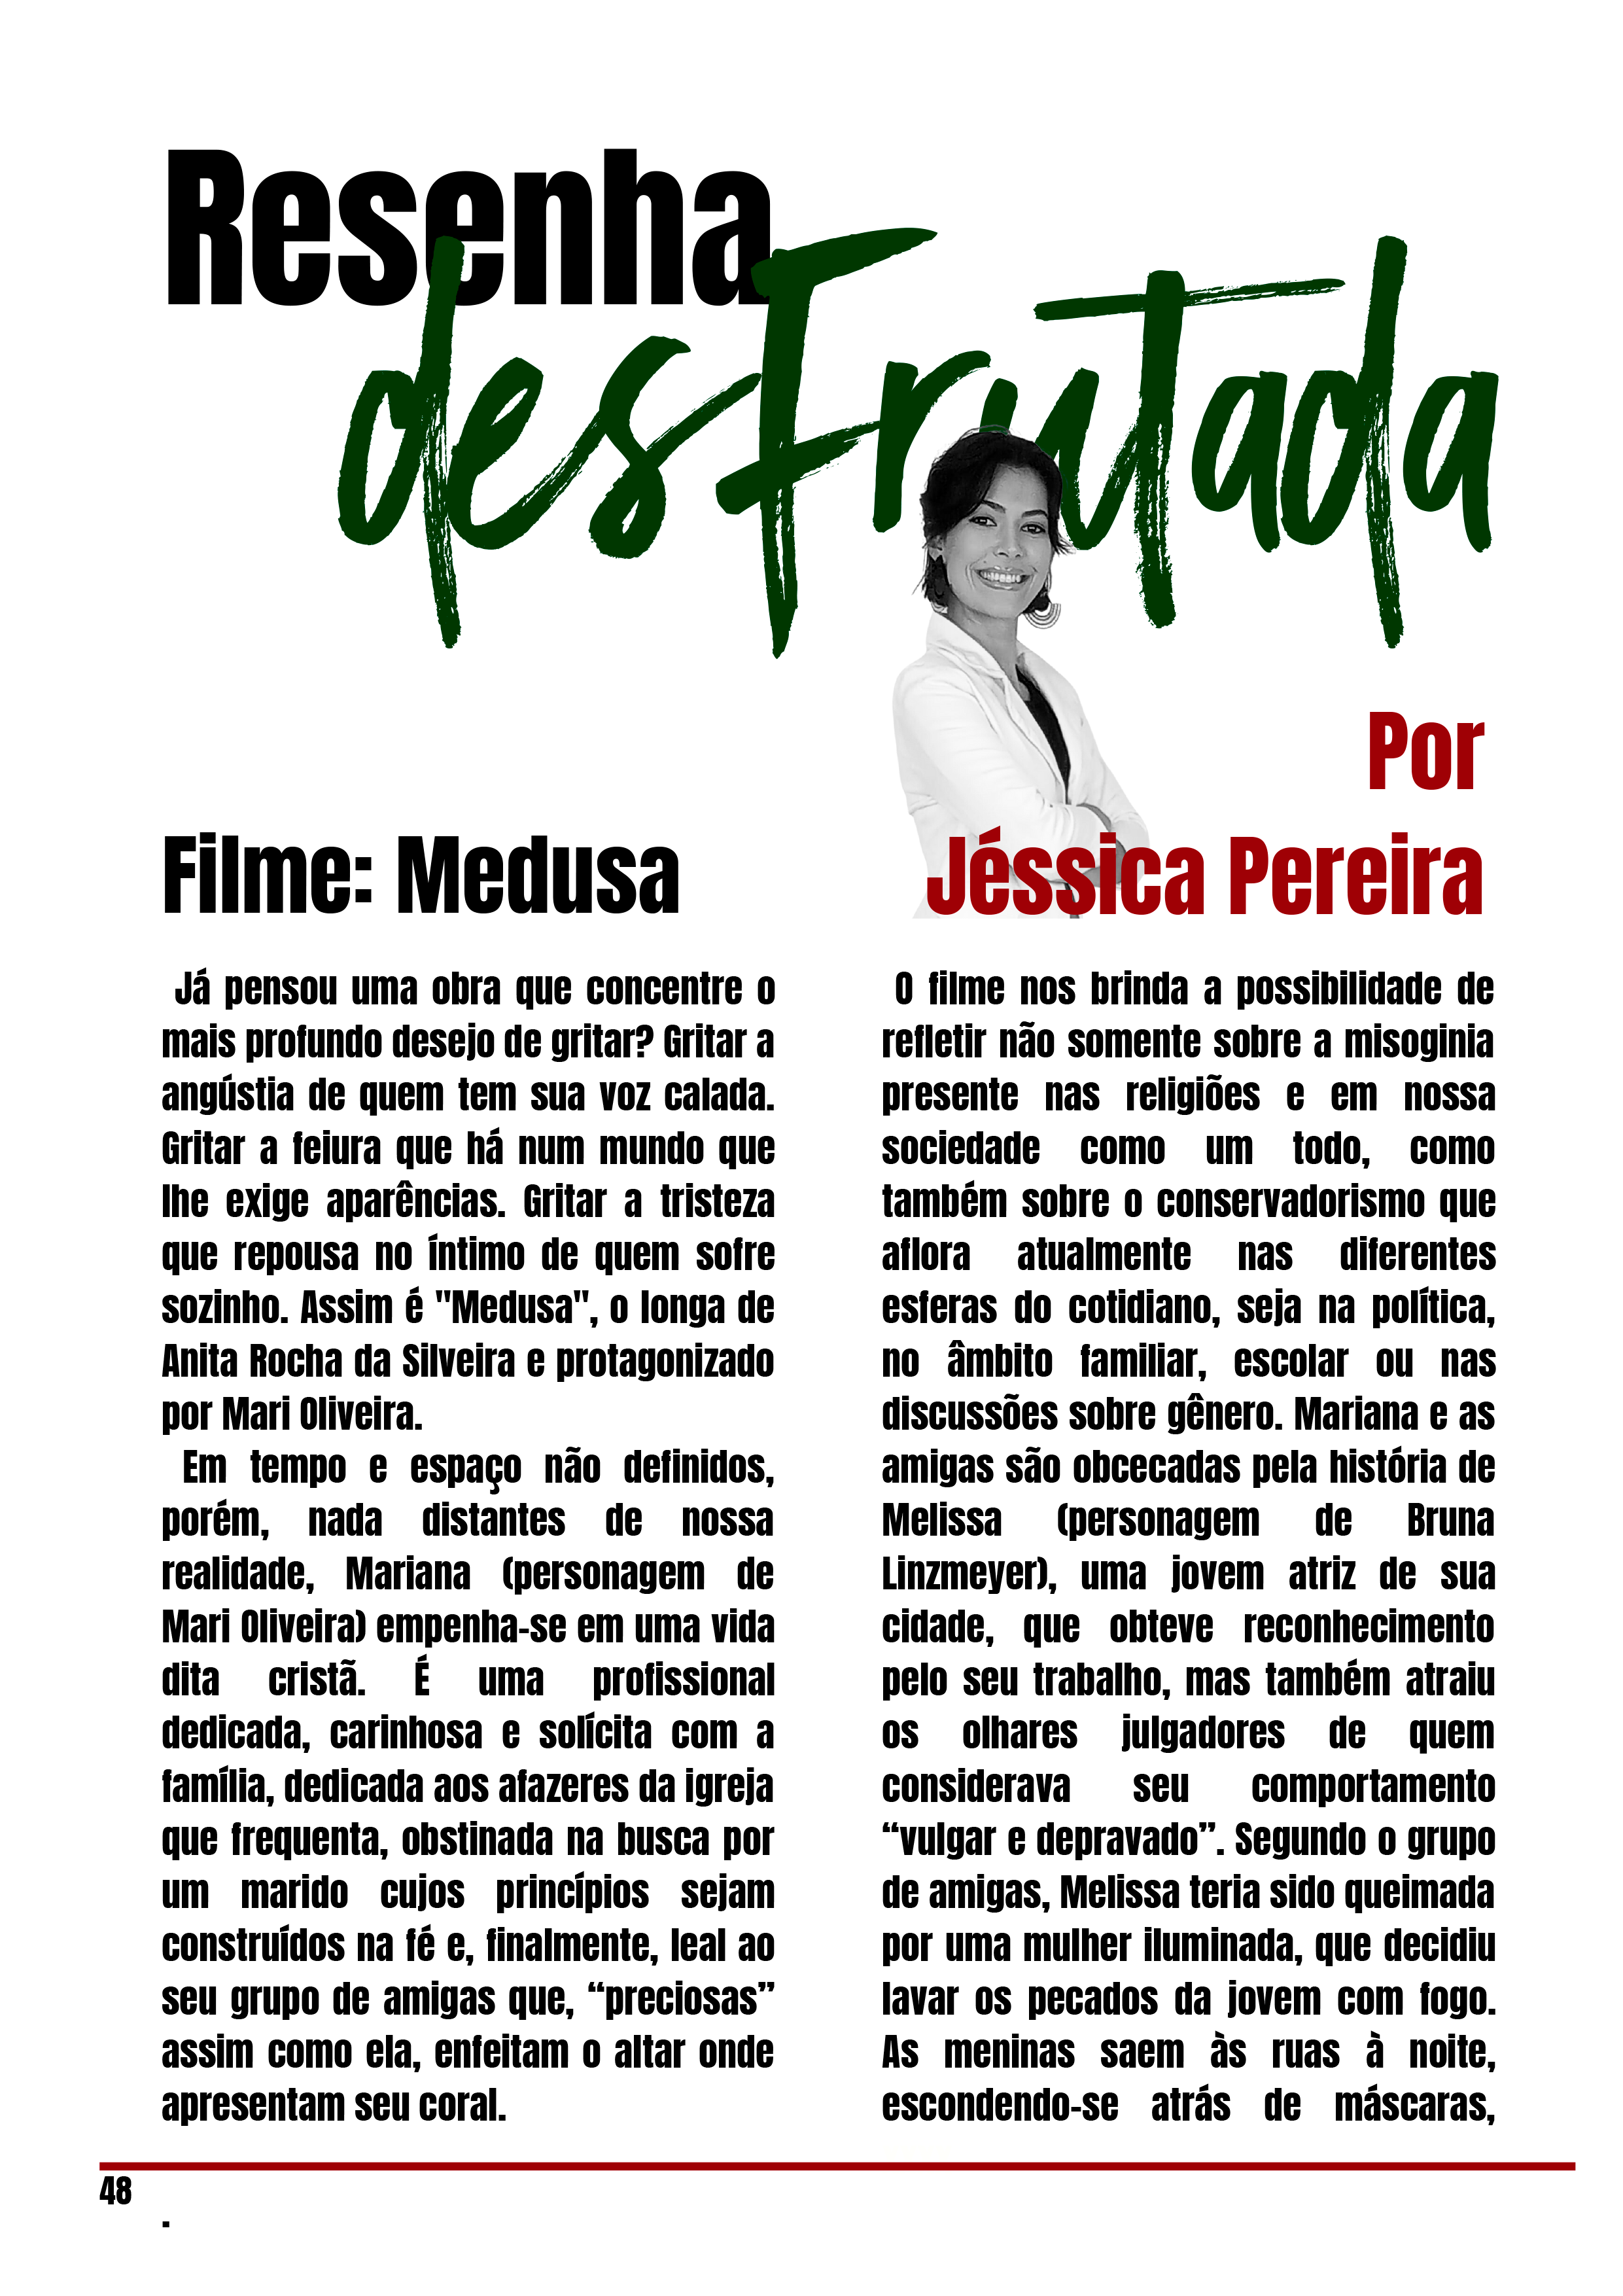 Resenha
desFrutada
Por
Jéssica Pereira
Filme: Medusa
Já pensou uma obra que concentre o
mais profundo desejo de gritar? Gritar a
angústia de quem tem sua voz calada.
Gritar a feiura que há num mundo que
lhe exige aparências. Gritar a tristeza
que repousa no íntimo de quem sofre
sozinho. Assim é "Medusa", o longa de
Anita Rocha da Silveira e protagonizado
por Mari Oliveira.
Em tempo e espaço não definidos,
porém, nada distantes de nossa
realidade, Mariana (personagem de
Mari Oliveira) empenha-se em uma vida
dita cristã. É uma profissional
dedicada, carinhosa e solícita com a
família, dedicada aos afazeres da igreja
que frequenta, obstinada na busca por
um marido cujos princípios sejam
construídos na fé e, finalmente, leal ao
seu grupo de amigas que, “preciosas”
assim como ela, enfeitam o altar onde
apresentam seu coral.
O filme nos brinda a possibilidade de
refletir não somente sobre a misoginia
presente nas religiões e em nossa
sociedade como um todo, como
também sobre o conservadorismo que
aflora atualmente nas diferentes
esferas do cotidiano, seja na política,
no âmbito familiar, escolar ou nas
discussões sobre gênero. Mariana e as
amigas são obcecadas pela história de
Melissa (personagem de Bruna
Linzmeyer), uma jovem atriz de sua
cidade, que obteve reconhecimento
pelo seu trabalho, mas também atraiu
os olhares julgadores de quem
considerava seu comportamento
“vulgar e depravado”. Segundo o grupo
de amigas, Melissa teria sido queimada
por uma mulher iluminada, que decidiu
lavar os pecados da jovem com fogo.
As meninas saem às ruas à noite,
escondendo-se atrás de máscaras,
48
.